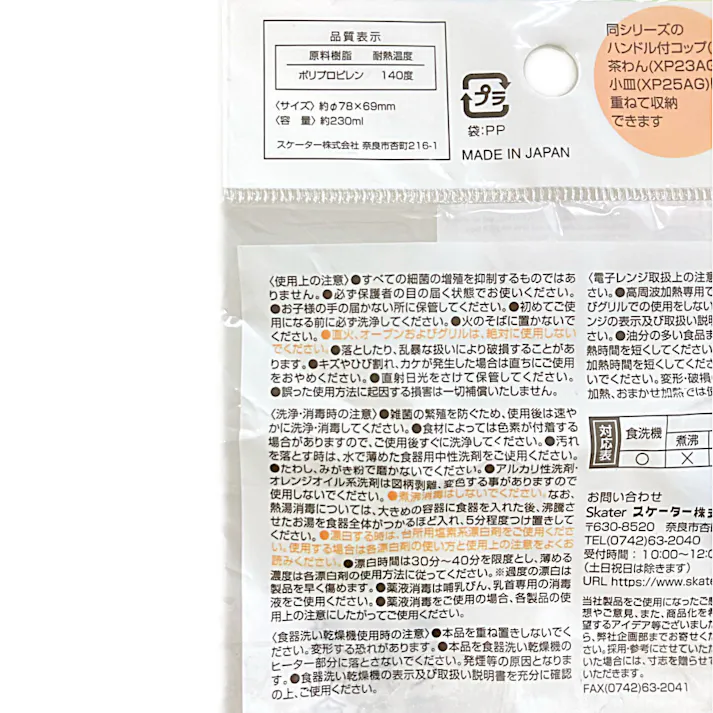 品質表示
原料樹脂 耐熱温度
ポリプロピレン 140度
〈サイズ〉約φ78×69mm
〈容 量〉約230ml
スケーター株式会社 奈良市杏町216-1
プラ
袋:PP
MADE IN JAPAN
同シリーズの
ハンドル付コップ(
茶わん(XP23AG
小皿(XP25AG)
重ねて収納
できます
〈使用上の注意〉●すべての細菌の増殖を抑制するものではあ
りません。●必ず保護者の目の届く状態でお使いください。
●お子様の手の届かない所に保管してください。●初めてご使
用になる前に必ず洗浄してください。●火のそばに置かないで
ください。●直火、オーブンおよびグリルは、絶対に使用しない
でください。●落としたり、乱暴な扱いにより破損することがあ
ります。●キズやひび割れ、カケが発生した場合は直ちにご使用
をおやめください。●直射日光をさけて保管してください。
●誤った使用方法に起因する損害は一切補償いたしません。
〈洗浄・消毒時の注意〉●雑菌の繁殖を防ぐため、使用後は速や
かに洗浄・消毒してください。●食材によっては色素が付着する
場合がありますので、ご使用後すぐに洗浄してください。●汚れ
を落とす時は、水で薄めた食器用中性洗剤をご使用ください。
●たわし、みがき粉で磨かないでください。●アルカリ性洗剤・
オレンジオイル系洗剤は図柄剥離、変色する事がありますので
使用しないでください。●煮沸消毒はしないでください。なお、
熱湯消毒については、大きめの容器に食器を入れた後、沸騰さ
せたお湯を食器全体がつかるほど入れ、5分程度つけ置きして
ください。●漂白する時は、台所用塩素系漂白剤をご使用くださ
い。使用する場合は各漂白剤の使い方と使用上の注意をよくお
読みください。●漂白時間は30分〜40分を限度とし、薄める
濃度は各漂白剤の使用方法に従ってください。※過度の漂白は
製品を早く傷めます。●薬液消毒は哺乳びん、乳首専用の消毒
液をご使用ください。●薬液消毒をご使用の場合、各製品の使
用上の注意にしたがってご使用ください。
〈食器洗い乾燥機使用時の注意〉●本品を重ね置きしないでく
ださい。変形する恐れがあります。●本品を食器洗い乾燥機の
ヒーター部分に落とさないでください。発煙等の原因となりま
す。●食器洗い乾燥機の表示及び取扱い説明書を充分に確認
の上、ご使用ください。
〈電子レンジ取扱上の注意
さい。●高周波加熱専用で
びグリルでの使用はしない
ンジの表示及び取扱い説明
さい。●油分の多い食品ま
熱時間を短くしてください
加熱時間を短くしてくださ
いでください。変形・破損
加熱、おまかせ加熱では使
対応表
食洗機 煮沸
○ ×
お問い合わせ
Skater スケーター株式
〒630-8520 奈良市杏
TEL(0742)63-2040
受付時間:10:00〜12:0
(土日祝日は除きます)
URL https://www.skate
当社製品をご使用になったご感
想やご意見、また、商品化を希
望するアイデア等ございました
ら、弊社企画部までお寄せくだ
さい。採用・参考にさせていただ
いた場合には、寸志を贈らせて
いただきます。
FAX(0742)63-2041